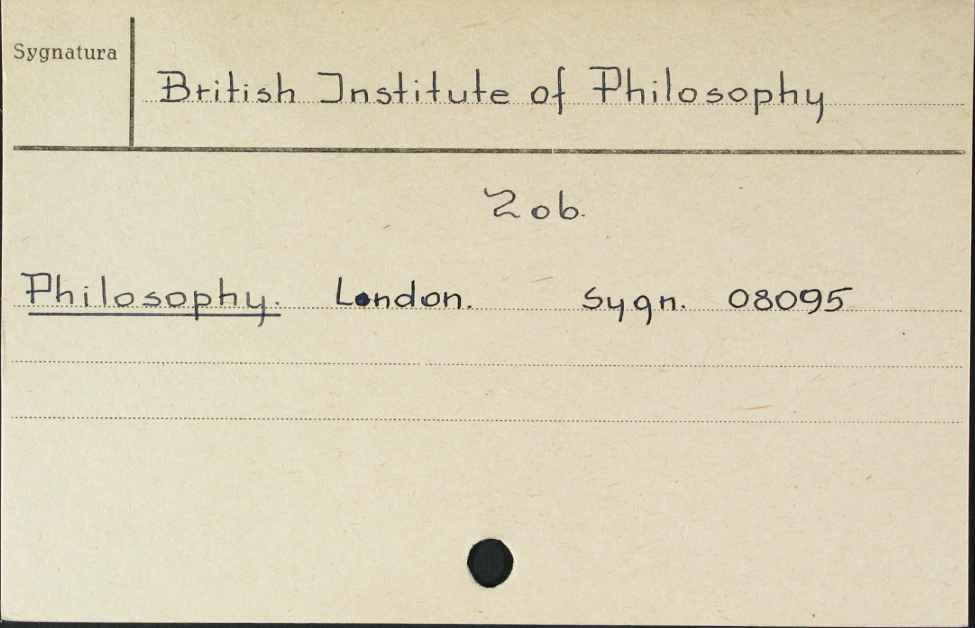 Sygnatura
British Institute of Philosophy
Zob.
Philosophy. London. Sygn. 08095